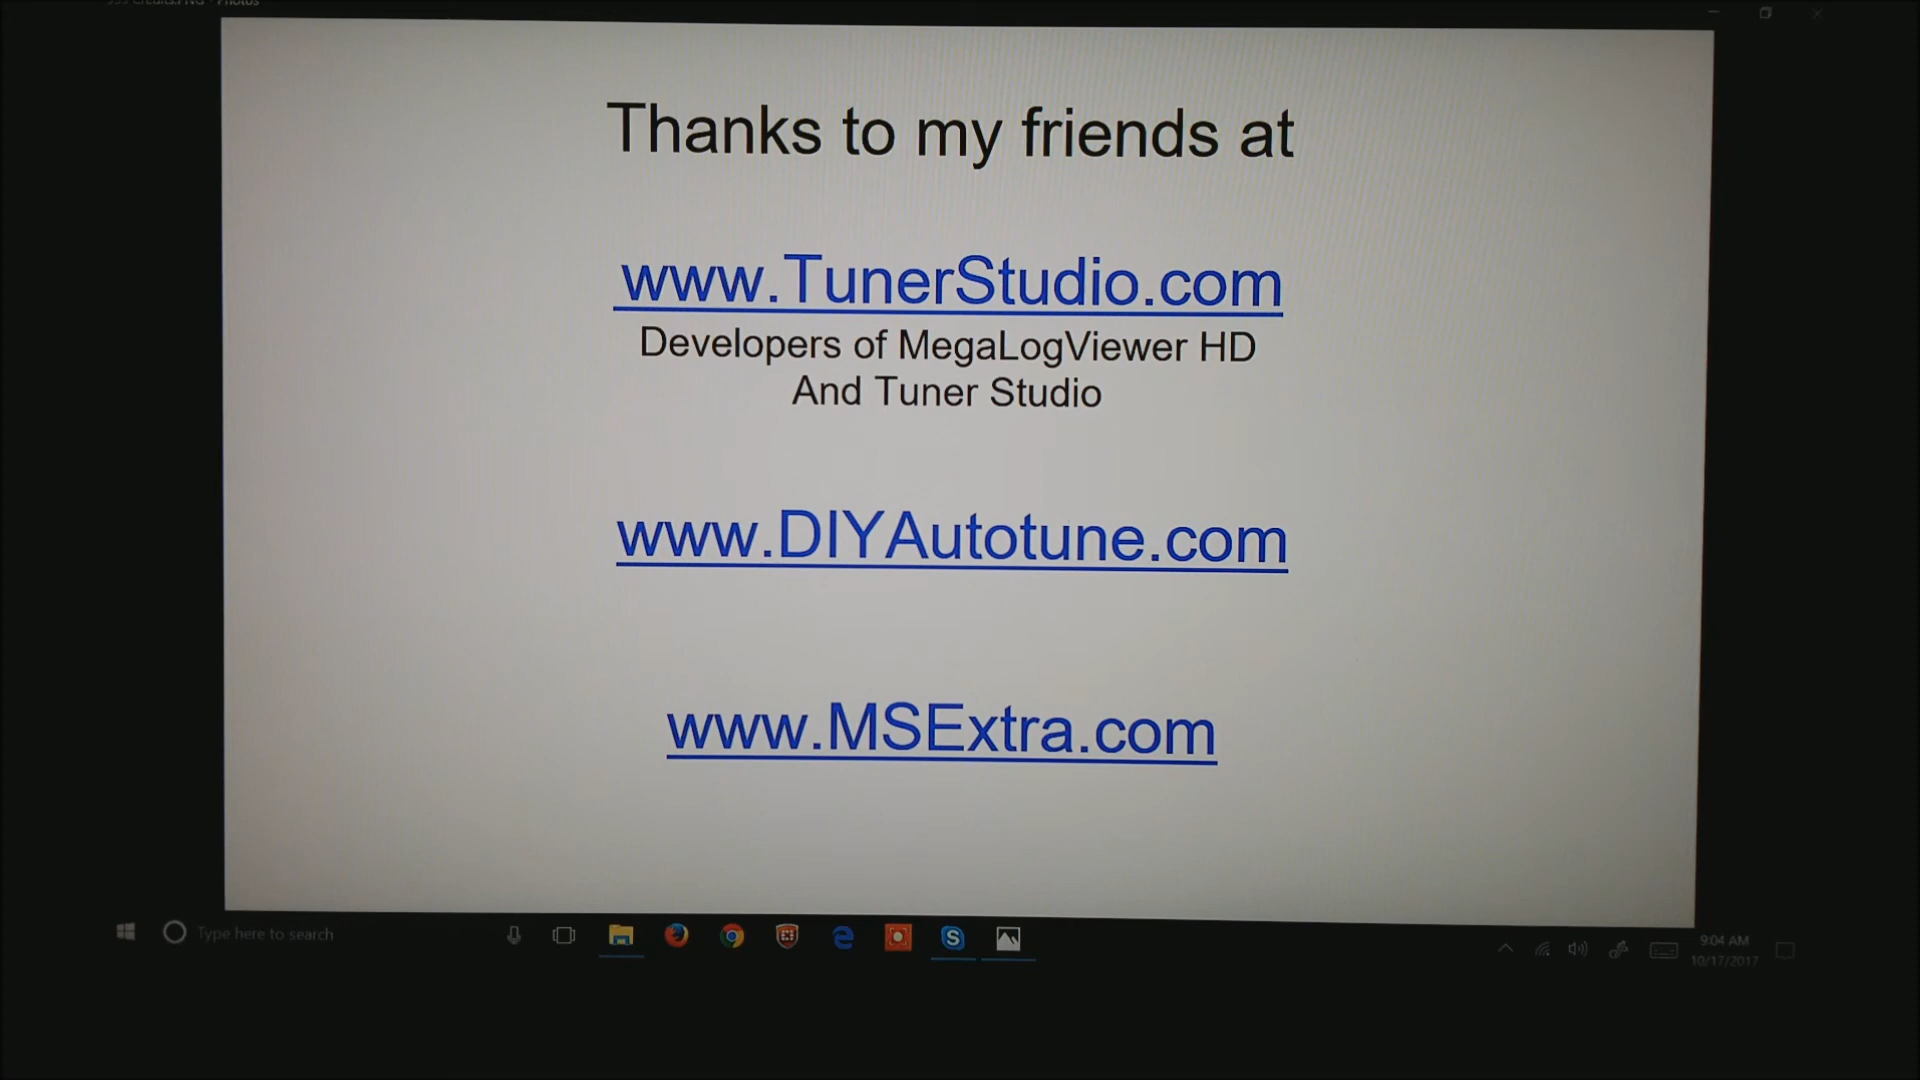 Thanks to my friends at
www.TunerStudio.com
Developers of MegaLogViewer HD
And Tuner Studio
www.DIYAutotune.com
www.MSExtra.com
Type here to search
9:04 AM
10/17/2017